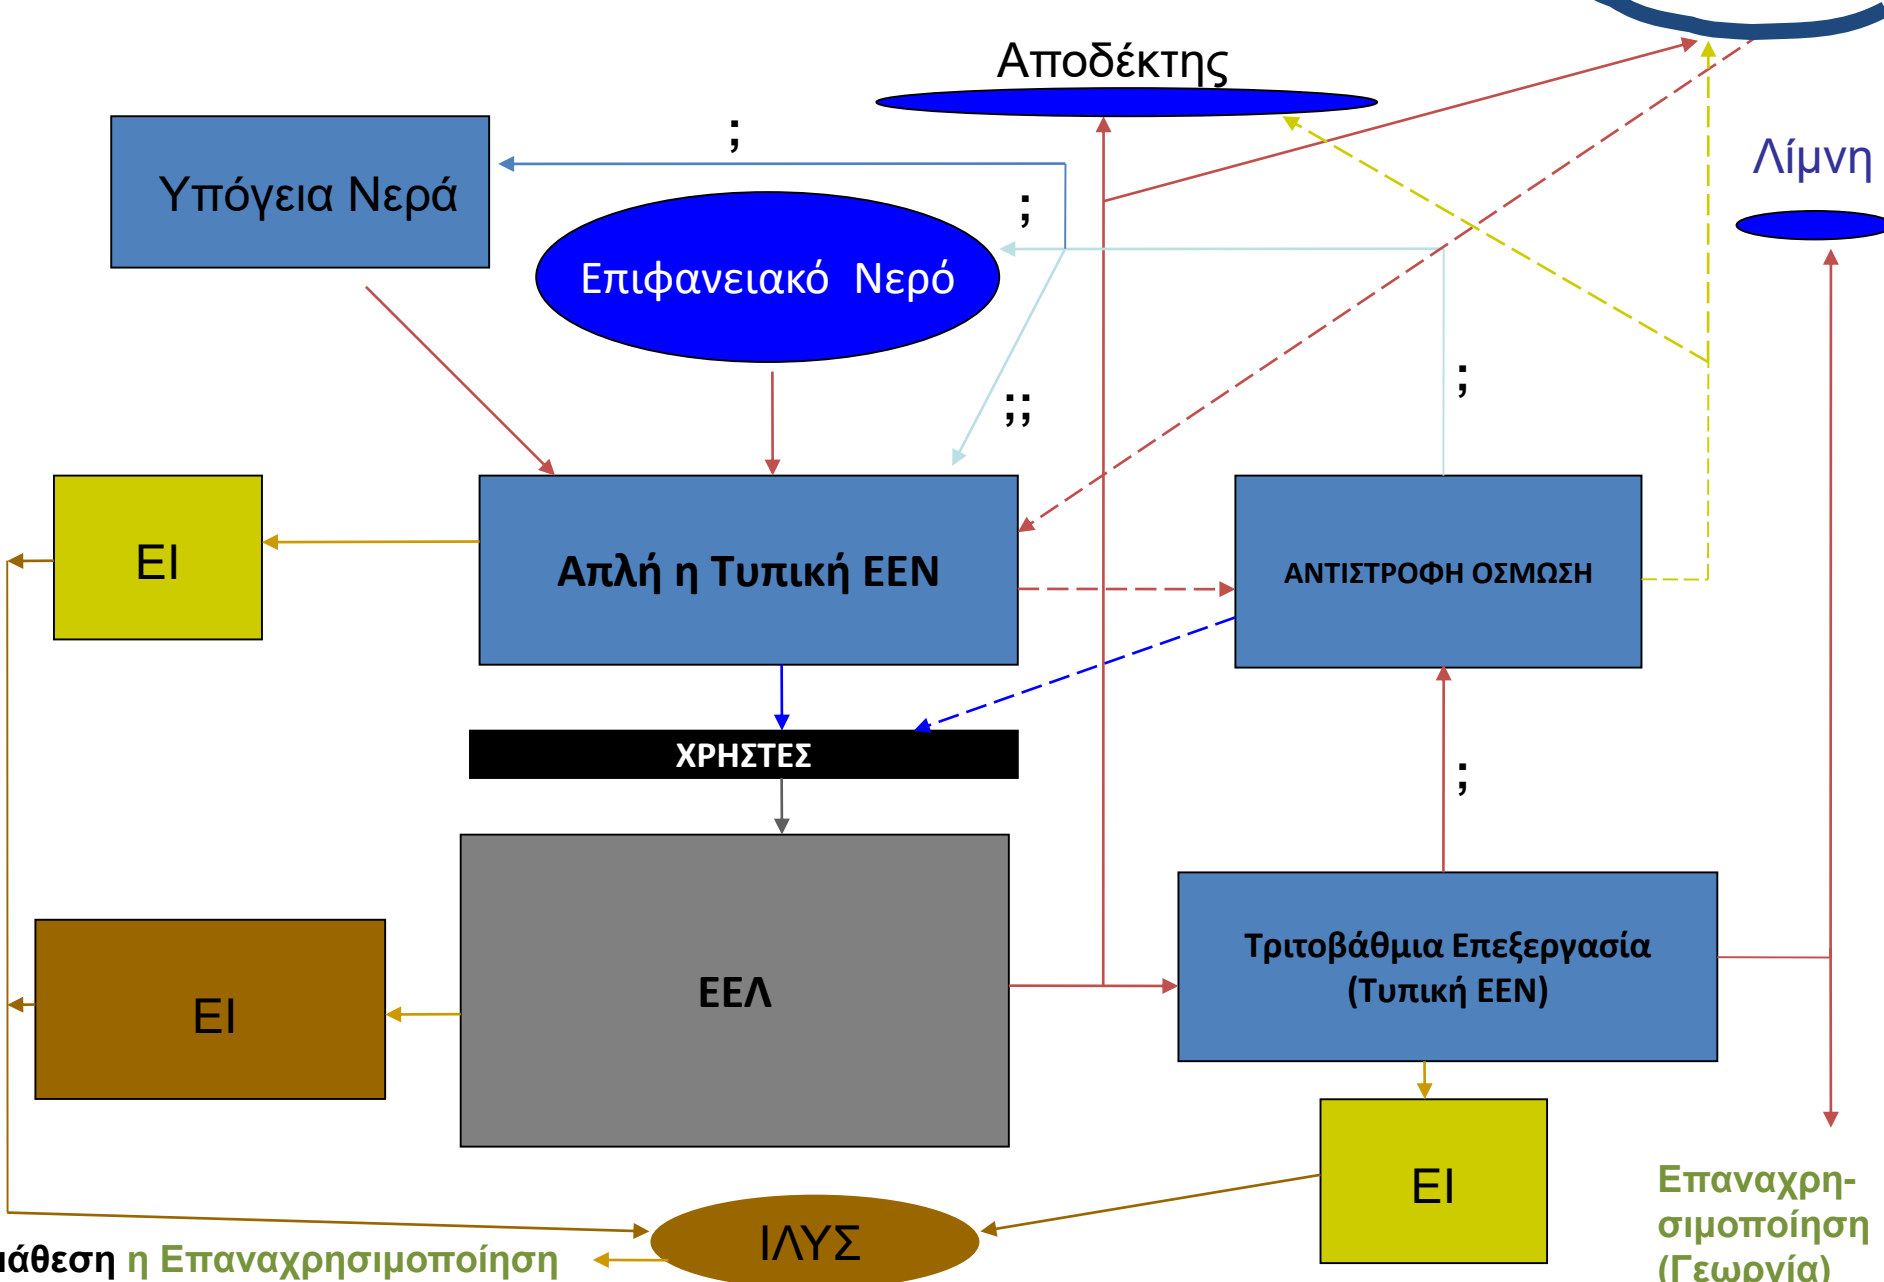 Αποδέκτης
;
Λίμνη
Υπόγεια Νερά
;
Επιφανειακό Νερό
;
;;
ΕΙ
Απλή η Τυπική ΕΕΝ
ΑΝΤΙΣΤΡΟΦΗ ΟΣΜΩΣΗ
ΧΡΗΣΤΕΣ
;
Τριτοβάθμια Επεξεργασία
(Τυπική ΕΕΝ)
ΕΕΛ
ΕΙ
ΕΙ
Επαναχρη-
σιμοποίηση
(Γεωργία)
ΙΛΥΣ
η Επαναχρησιμοποίηση